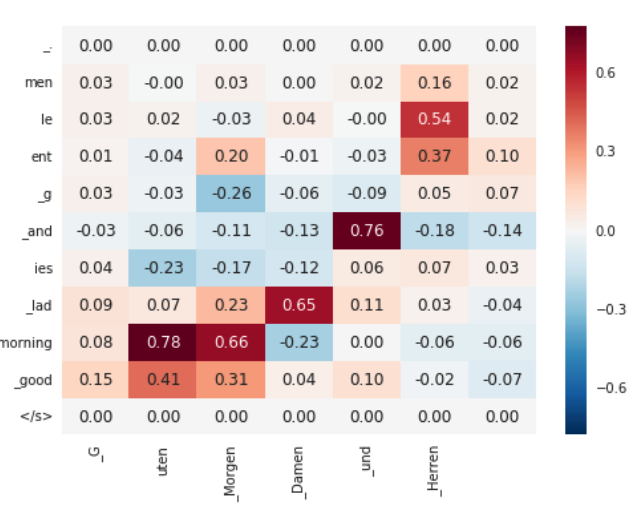 _. 0.00 0.00 0.00 0.00 0.00 0.00 0.00
men 0.03 -0.00 0.03 0.00 0.02 0.16 0.02
le 0.03 0.02 -0.03 0.04 -0.00 0.54 0.02
ent 0.01 -0.04 0.20 -0.01 -0.03 0.37 0.10
_g 0.03 -0.03 -0.26 -0.06 -0.09 0.05 0.07
_and -0.03 -0.06 -0.11 -0.13 0.76 -0.18 -0.14
ies 0.04 -0.23 -0.17 -0.12 0.06 0.07 0.03
_lad 0.09 0.07 0.23 0.65 0.11 0.03 -0.04
morning 0.08 0.78 0.66 -0.23 0.00 -0.06 -0.06
_good 0.15 0.41 0.31 0.04 0.10 -0.02 -0.07
</s> 0.00 0.00 0.00 0.00 0.00 0.00 0.00
_G uten _Morgen _Damen _und _Herren
0.6
0.3
0.0
−0.3
−0.6